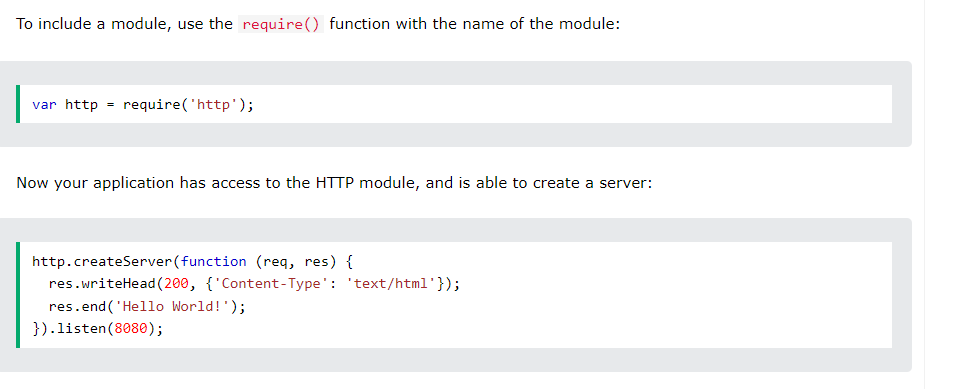 To include a module, use the require() function with the name of the module:
var http = require('http');
Now your application has access to the HTTP module, and is able to create a server:
http.createServer(function (req, res) {
  res.writeHead(200, {'Content-Type': 'text/html'});
  res.end('Hello World!');
}).listen(8080);